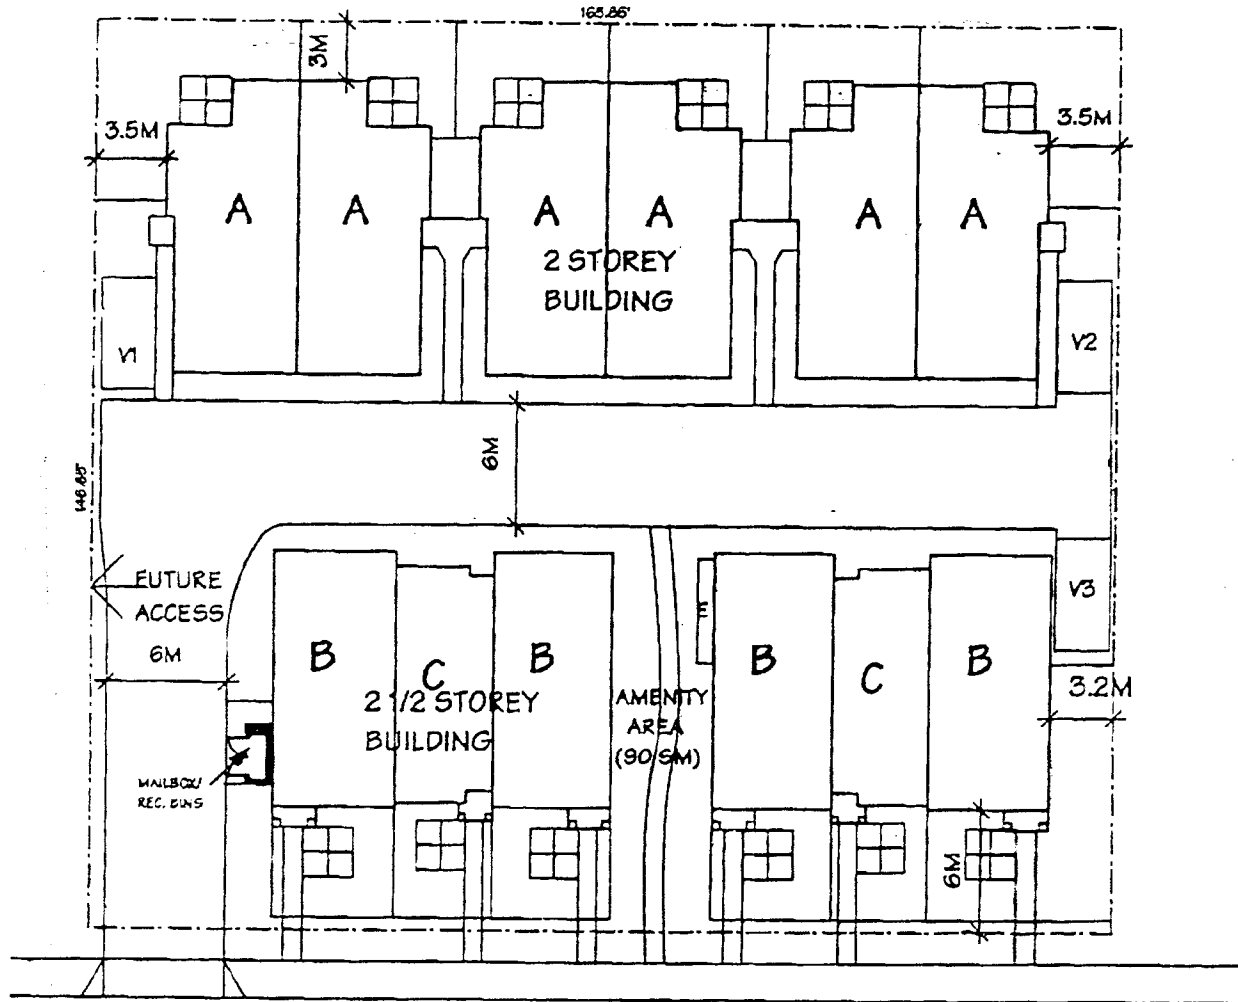 165.86'
3M
3.5M
3.5M
A
A
A
A
A
A
2 STOREY
BUILDING
V1
V2
6M
146.85'
FUTURE
ACCESS
6M
V3
B
C
B
B
C
B
2 1/2 STOREY
BUILDING
AMENITY
AREA
(90 SM)
3.2M
MAILBOX/
REC. BINS
E
6M